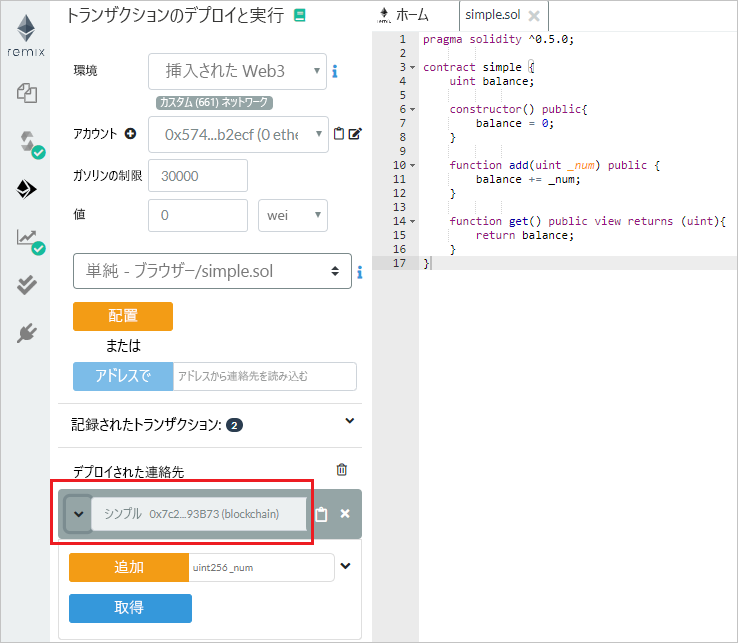 remix
トランザクションのデプロイと実行
環境
挿入された Web3
カスタム (661) ネットワーク
アカウント
0x574...b2ecf (0 ethe
ガソリンの制限
30000
値
0
wei
単純 - ブラウザー/simple.sol
配置
または
アドレスで
アドレスから連絡先を読み込む
記録されたトランザクション: 2
デプロイされた連絡先
シンプル 0x7c2...93B73 (blockchain)
追加
uint256 _num
取得
ホーム
simple.sol
1 pragma solidity ^0.5.0;
2
3 contract simple {
4 uint balance;
5
6 constructor() public{
7 balance = 0;
8 }
9
10 function add(uint _num) public {
11 balance += _num;
12 }
13
14 function get() public view returns (uint){
15 return balance;
16 }
17 }